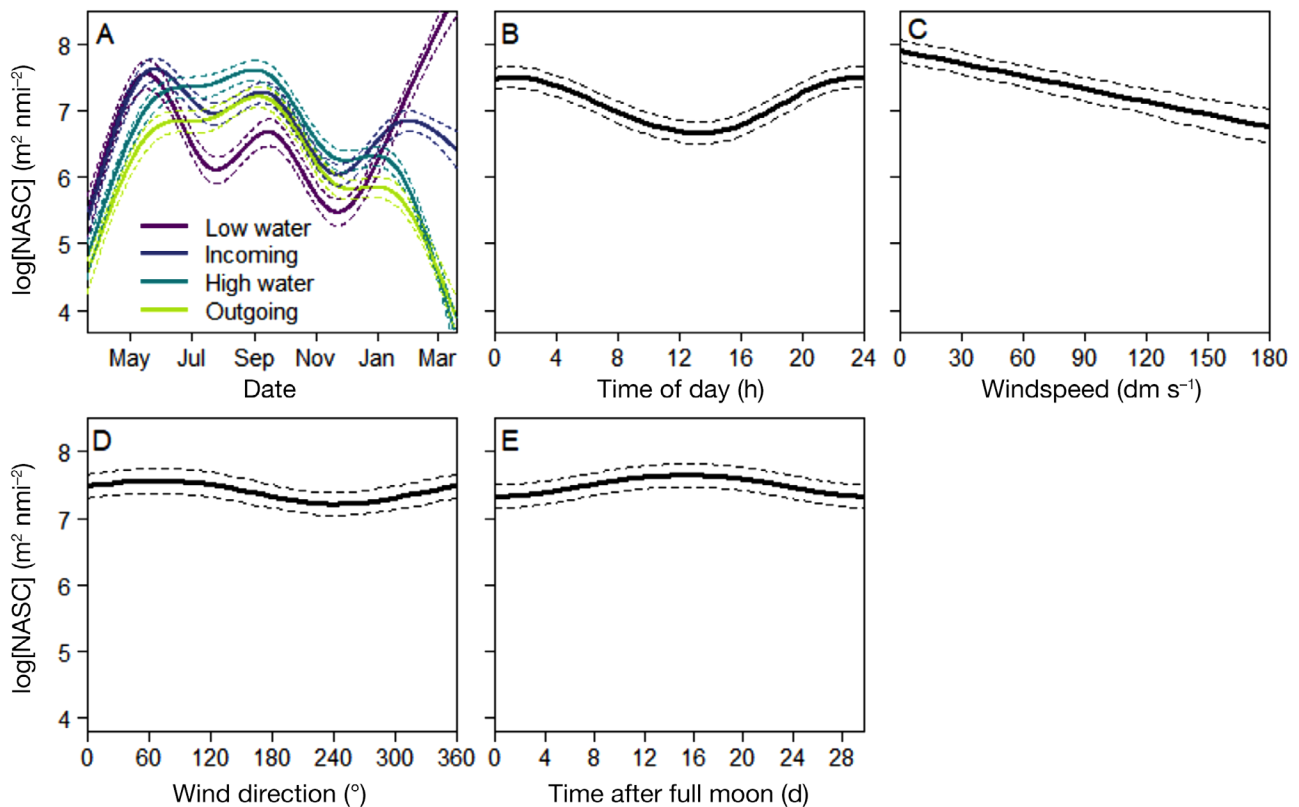 A
log[NASC] (m² nmi⁻²)
8
7
6
5
4
Low water
Incoming
High water
Outgoing
May Jul Sep Nov Jan Mar
Date
B
0 4 8 12 16 20 24
Time of day (h)
C
0 30 60 90 120 150 180
Windspeed (dm s⁻¹)
D
log[NASC] (m² nmi⁻²)
8
7
6
5
4
0 60 120 180 240 300 360
Wind direction (°)
E
0 4 8 12 16 20 24 28
Time after full moon (d)